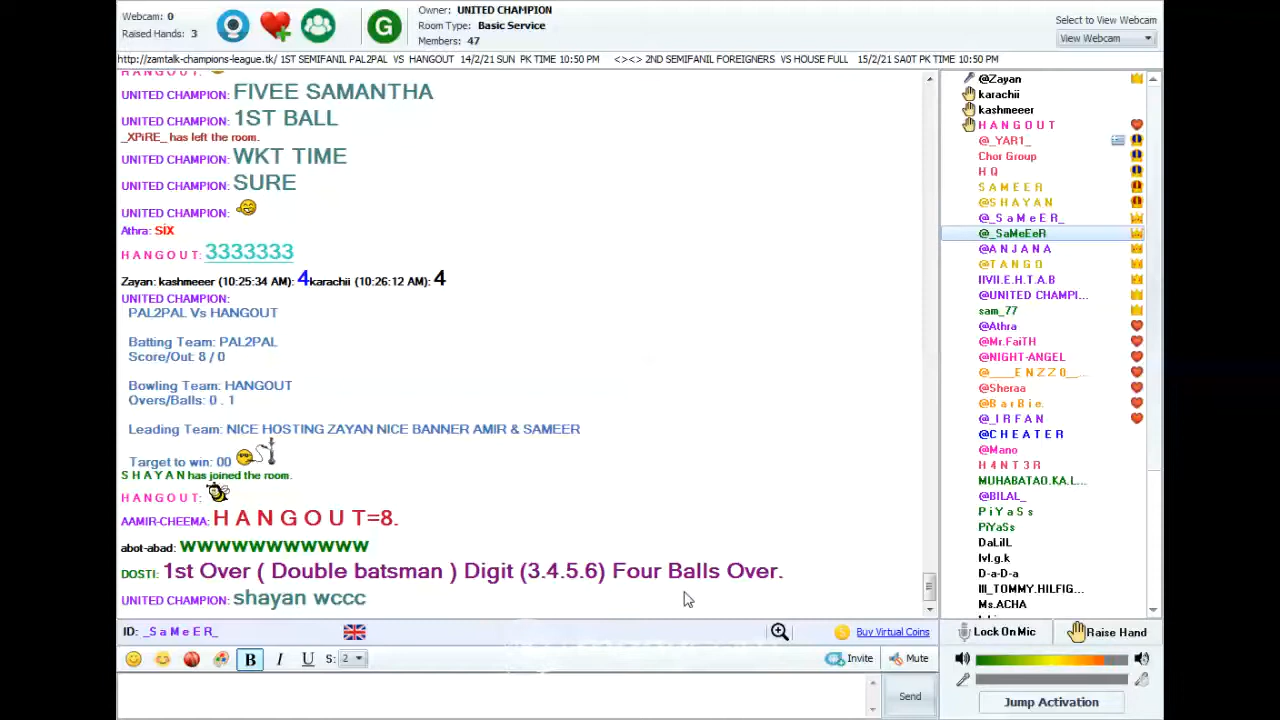 Webcam: 0
Raised Hands: 3
G
Owner: UNITED CHAMPION
Room Type: Basic Service
Members: 47
Select to View Webcam
View Webcam
http://zamtalk-champions-league.tk/ 1ST SEMIFANIL PAL2PAL VS HANGOUT 14/2/21 SUN PK TIME 10:50 PM <><> 2ND SEMIFANIL FOREIGNERS VS HOUSE FULL 15/2/21 SA0T PK TIME 10:50 PM
H A N G O U T:
UNITED CHAMPION: FIVEE SAMANTHA
UNITED CHAMPION: 1ST BALL
_XPiRE_ has left the room.
UNITED CHAMPION: WKT TIME
UNITED CHAMPION: SURE
UNITED CHAMPION:
Athra: six
H A N G O U T: 3333333
Zayan: kashmeeer (10:25:34 AM): 4karachii (10:26:12 AM): 4
UNITED CHAMPION:
PAL2PAL Vs HANGOUT
Batting Team: PAL2PAL
Score/Out: 8 / 0
Bowling Team: HANGOUT
Overs/Balls: 0 . 1
Leading Team: NICE HOSTING ZAYAN NICE BANNER AMIR & SAMEER
Target to win: 00
S H A Y A N has joined the room.
H A N G O U T:
AAMIR-CHEEMA: H A N G O U T=8.
abot-abad: wwwwwwwwwww
DOSTI: 1st Over ( Double batsman ) Digit (3.4.5.6) Four Balls Over.
UNITED CHAMPION: shayan wccc
@Zayan
karachii
kashmeeer
H A N G O U T
@_YAR1_
Chor Group
H Q
S A M E E R
@S H A Y A N
@_S a M e E R_
@_SaMeEeR
@A N J A N A
@T A N G O
IIVII.E.H.T.A.B
@UNITED CHAMPI...
sam_77
@Athra
@Mr.FaiTH
@NIGHT-ANGEL
@____E N Z Z 0__...
@Sheraa
@B a r B i e.
@_I R F A N
@C H E A T E R
@Mano
H 4 N T 3 R
MUHABATAO.KA.L...
@BILAL_
P i Y a S s
PiYaSs
DaLiIL
lvl.g.k
D-a-D-a
III_TOMMY.HILFIG...
Ms.ACHA
ID: _S a M e E R_
Buy Virtual Coins
Lock On Mic
Raise Hand
B I U S: 2
Invite
Mute
Send
Jump Activation